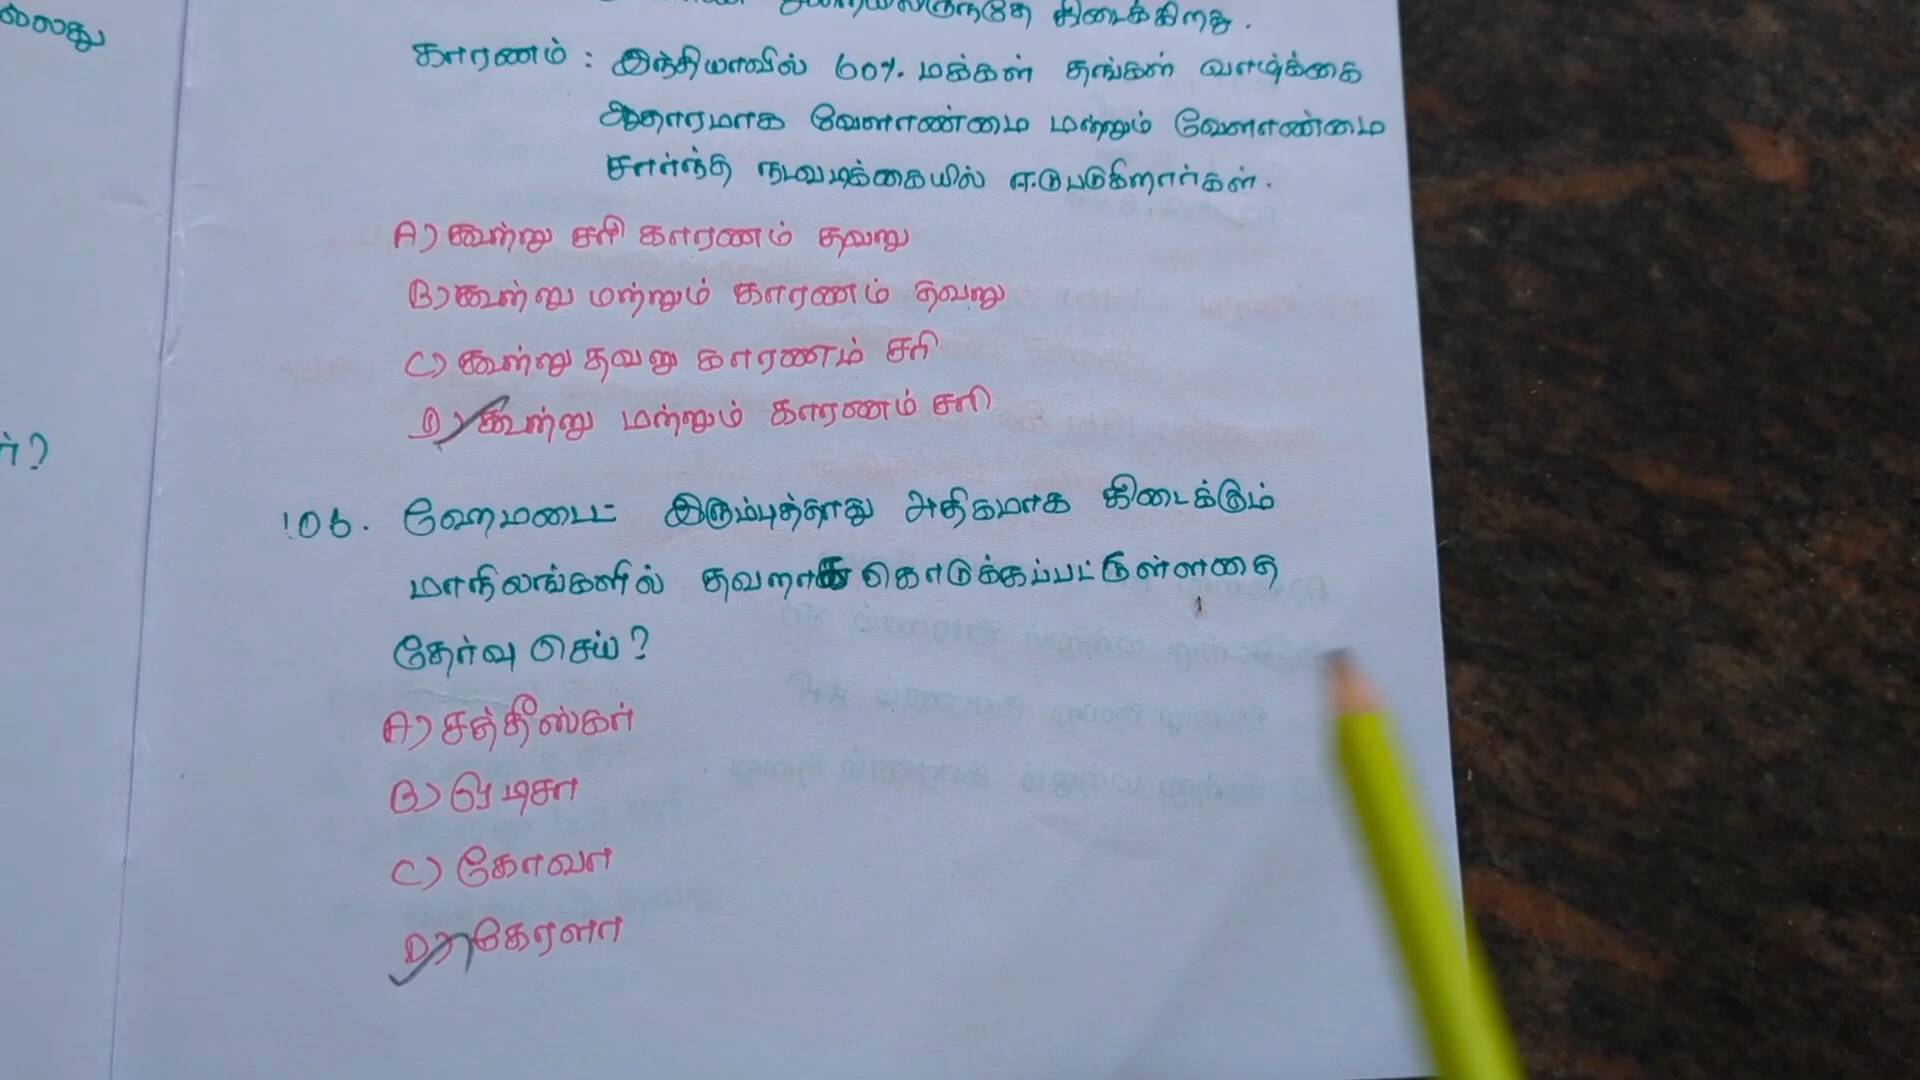 கிடைக்கிறது.
காரணம் : இந்தியாவில் 60% மக்கள் தங்கள் வாழ்க்கை
ஆதாரமாக வேளாண்மை மற்றும் வேளாண்மை
சார்ந்த நடவடிக்கையில் ஈடுபடுகிறார்கள்.
A) கூற்று சரி காரணம் தவறு
B) கூற்று மற்றும் காரணம் தவறு
C) கூற்று தவறு காரணம் சரி
D) கூற்று மற்றும் காரணம் சரி
106. ஹேமடைட் இரும்புத்தாது அதிகமாக கிடைக்கும்
மாநிலங்களில் தவறாக கொடுக்கப்பட்டுள்ளதை
தேர்வு செய்?
A) சத்தீஸ்கர்
B) ஒடிசா
C) கோவா
D) கேரளா